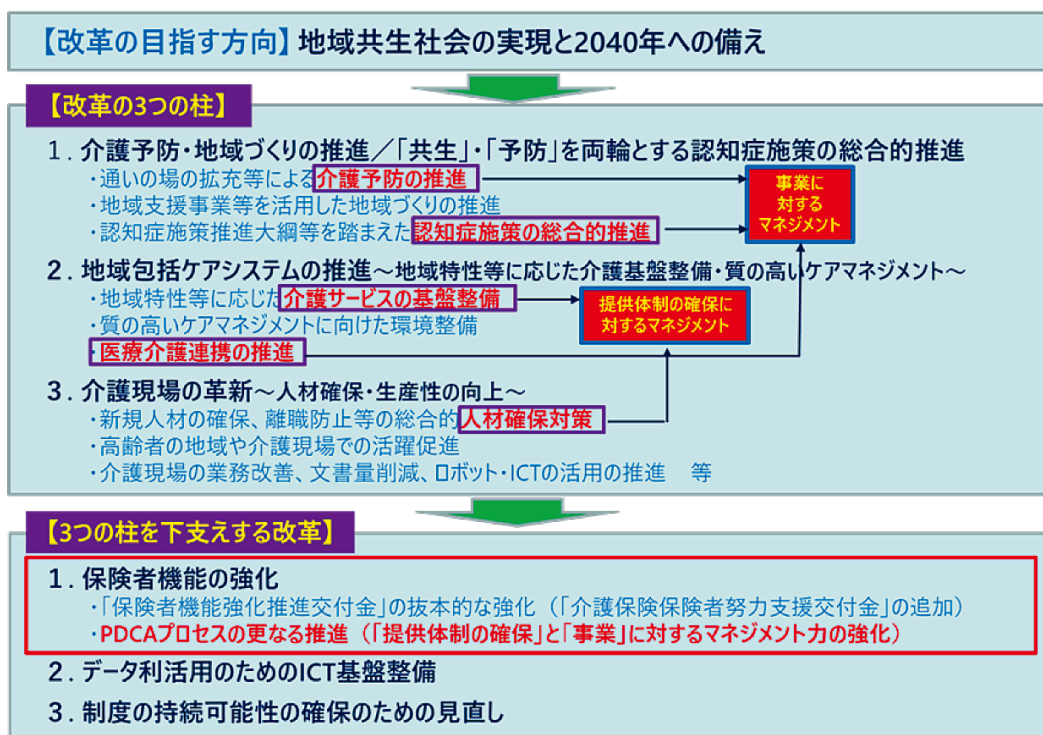 【改革の目指す方向】地域共生社会の実現と2040年への備え
【改革の3つの柱】
1．介護予防・地域づくりの推進／「共生」・「予防」を両輪とする認知症施策の総合的推進
・通いの場の拡充等による介護予防の推進
・地域支援事業等を活用した地域づくりの推進
・認知症施策推進大綱等を踏まえた認知症施策の総合的推進
事業に
対する
マネジメント
2．地域包括ケアシステムの推進～地域特性等に応じた介護基盤整備・質の高いケアマネジメント～
・地域特性等に応じた介護サービスの基盤整備
・質の高いケアマネジメントに向けた環境整備
・医療介護連携の推進
提供体制の確保に
対するマネジメント
3．介護現場の革新～人材確保・生産性の向上～
・新規人材の確保、離職防止等の総合的人材確保対策
・高齢者の地域や介護現場での活躍促進
・介護現場の業務改善、文書量削減、ロボット・ICTの活用の推進　等
【3つの柱を下支えする改革】
1．保険者機能の強化
・「保険者機能強化推進交付金」の抜本的な強化（「介護保険保険者努力支援交付金」の追加）
・PDCAプロセスの更なる推進（「提供体制の確保」と「事業」に対するマネジメント力の強化）
2．データ利活用のためのICT基盤整備
3．制度の持続可能性の確保のための見直し